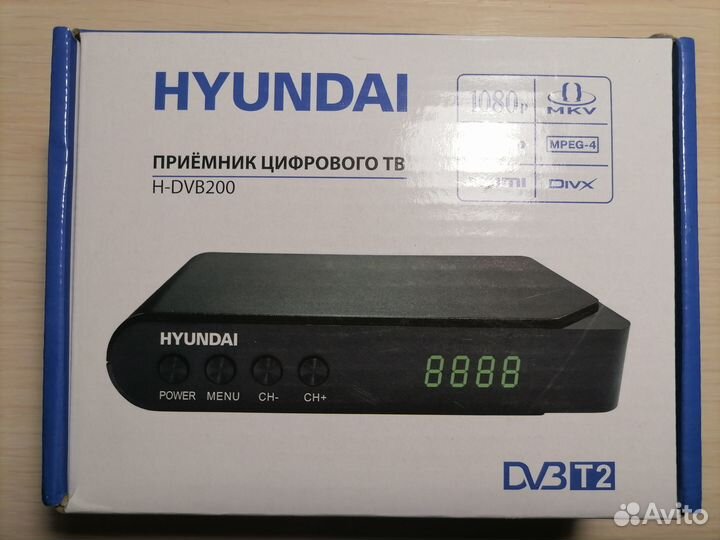 HYUNDAI
1080p
MKV
MPEG-4
DIVX
ПРИЁМНИК ЦИФРОВОГО ТВ
H-DVB200
HYUNDAI
POWER MENU CH- CH+
8888
DVB T2
Avito